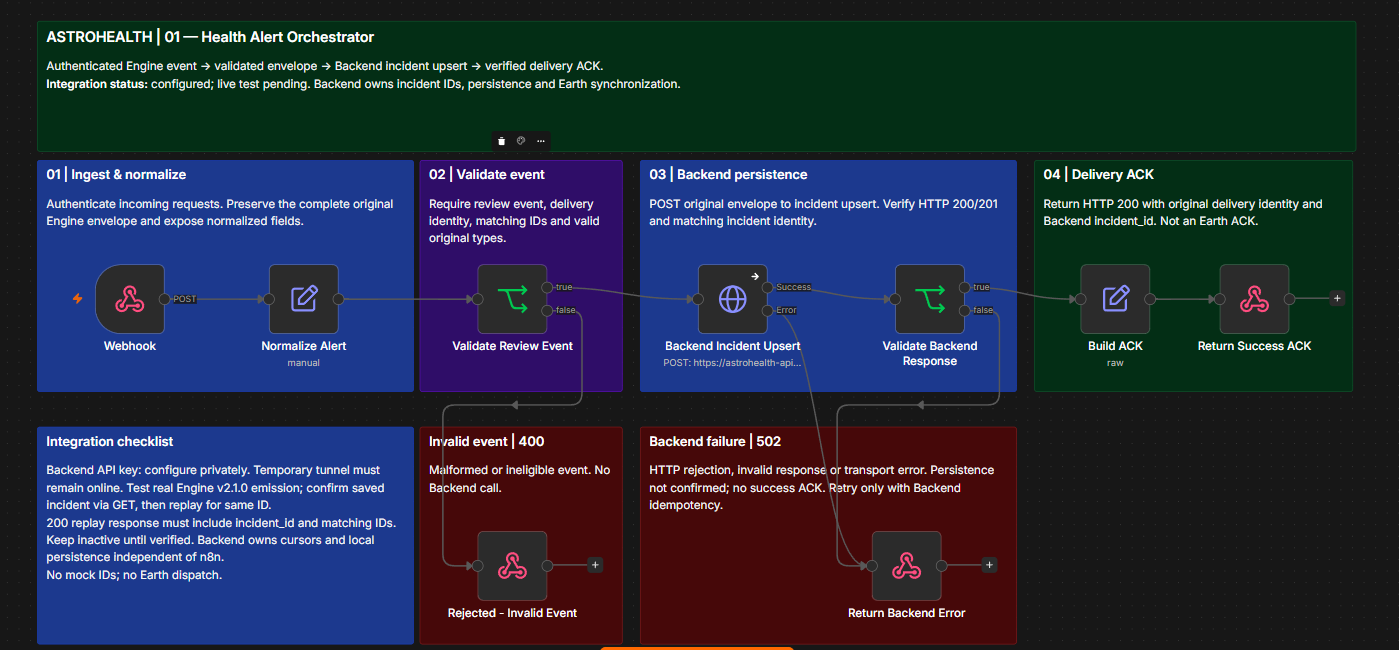 ASTROHEALTH | 01 — Health Alert Orchestrator
Authenticated Engine event → validated envelope → Backend incident upsert → verified delivery ACK.
Integration status: configured; live test pending. Backend owns incident IDs, persistence and Earth synchronization.
01 | Ingest & normalize
Authenticate incoming requests. Preserve the complete original
Engine envelope and expose normalized fields.
POST
Webhook
Normalize Alert
manual
02 | Validate event
Require review event, delivery
identity, matching IDs and valid
original types.
true
false
Validate Review Event
03 | Backend persistence
POST original envelope to incident upsert. Verify HTTP 200/201
and matching incident identity.
Success
Error
Backend Incident Upsert
POST: https://astrohealth-api...
true
false
Validate Backend
Response
04 | Delivery ACK
Return HTTP 200 with original delivery identity and
Backend incident_id. Not an Earth ACK.
Build ACK
raw
Return Success ACK
Integration checklist
Backend API key: configure privately. Temporary tunnel must
remain online. Test real Engine v2.1.0 emission; confirm saved
incident via GET, then replay for same ID.
200 replay response must include incident_id and matching IDs.
Keep inactive until verified. Backend owns cursors and local
persistence independent of n8n.
No mock IDs; no Earth dispatch.
Invalid event | 400
Malformed or ineligible event. No
Backend call.
Rejected - Invalid Event
Backend failure | 502
HTTP rejection, invalid response or transport error. Persistence
not confirmed; no success ACK. Retry only with Backend
idempotency.
Return Backend Error